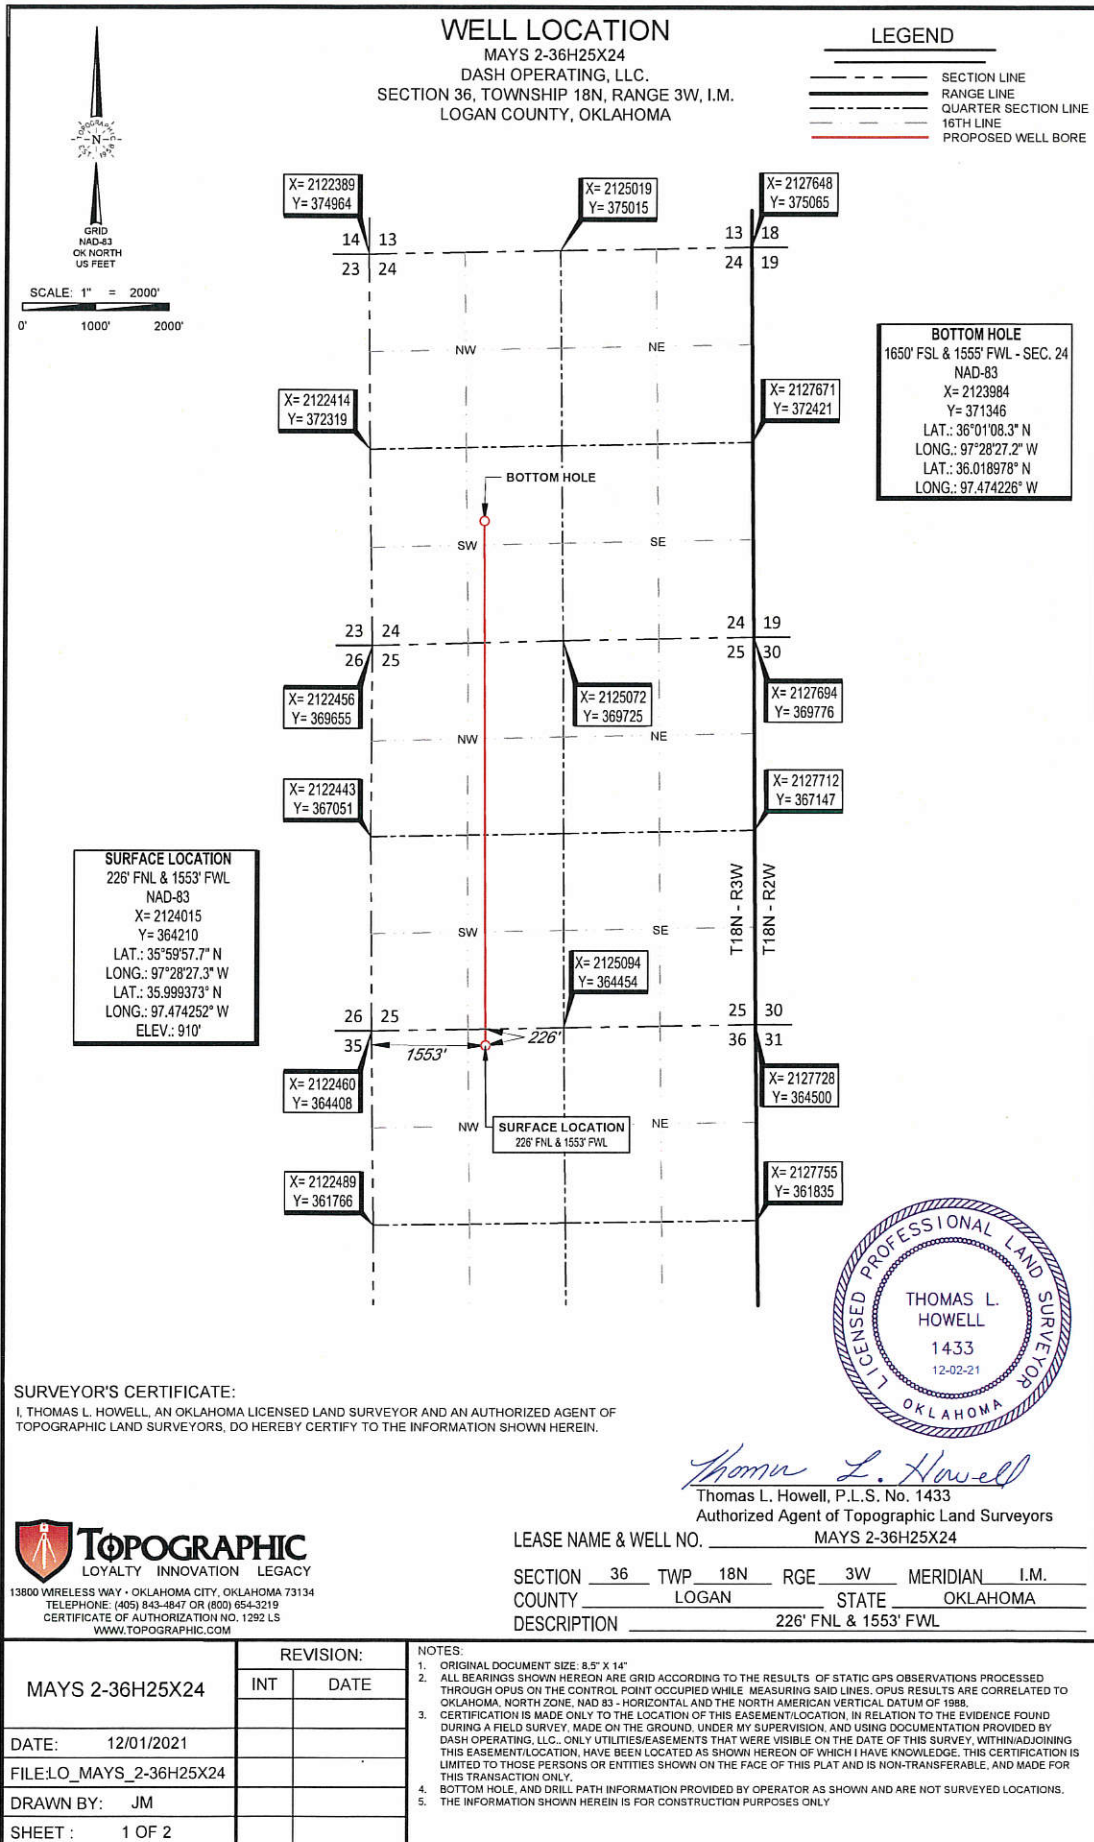 WELL LOCATION
MAYS 2-36H25X24
DASH OPERATING, LLC.
SECTION 36, TOWNSHIP 18N, RANGE 3W, I.M.
LOGAN COUNTY, OKLAHOMA
LEGEND
SECTION LINE
RANGE LINE
QUARTER SECTION LINE
16TH LINE
PROPOSED WELL BORE
TOPOGRAPHIC
N
EST. 1958
GRID
NAD-83
OK NORTH
US FEET
SCALE: 1" = 2000'
0' 1000' 2000'
X= 2122389
Y= 374964
X= 2125019
Y= 375015
X= 2127648
Y= 375065
14 13
23 24
13 18
24 19
NW NE
BOTTOM HOLE
1650' FSL & 1555' FWL - SEC. 24
NAD-83
X= 2123984
Y= 371346
LAT.: 36°01'08.3" N
LONG.: 97°28'27.2" W
LAT.: 36.018978° N
LONG.: 97.474226° W
X= 2122414
Y= 372319
X= 2127671
Y= 372421
BOTTOM HOLE
SW SE
23 24
26 25
24 19
25 30
X= 2122456
Y= 369655
X= 2125072
Y= 369725
X= 2127694
Y= 369776
NW NE
X= 2122443
Y= 367051
X= 2127712
Y= 367147
SURFACE LOCATION
226' FNL & 1553' FWL
NAD-83
X= 2124015
Y= 364210
LAT.: 35°59'57.7" N
LONG.: 97°28'27.3" W
LAT.: 35.999373° N
LONG.: 97.474252° W
ELEV.: 910'
T18N - R3W
T18N - R2W
SW SE
X= 2125094
Y= 364454
26 25
35
25 30
36 31
1553'
226'
X= 2122460
Y= 364408
X= 2127728
Y= 364500
NW NE
SURFACE LOCATION
226' FNL & 1553' FWL
X= 2122489
Y= 361766
X= 2127755
Y= 361835
LICENSED PROFESSIONAL LAND SURVEYOR
THOMAS L.
HOWELL
1433
12-02-21
OKLAHOMA
SURVEYOR'S CERTIFICATE:
I, THOMAS L. HOWELL, AN OKLAHOMA LICENSED LAND SURVEYOR AND AN AUTHORIZED AGENT OF
TOPOGRAPHIC LAND SURVEYORS, DO HEREBY CERTIFY TO THE INFORMATION SHOWN HEREIN.
Thomas L. Howell
Thomas L. Howell, P.L.S. No. 1433
Authorized Agent of Topographic Land Surveyors
TOPOGRAPHIC
LOYALTY INNOVATION LEGACY
13800 WIRELESS WAY • OKLAHOMA CITY, OKLAHOMA 73134
TELEPHONE: (405) 843-4847 OR (800) 654-3219
CERTIFICATE OF AUTHORIZATION NO. 1292 LS
WWW.TOPOGRAPHIC.COM
LEASE NAME & WELL NO. MAYS 2-36H25X24
SECTION 36 TWP 18N RGE 3W MERIDIAN I.M.
COUNTY LOGAN STATE OKLAHOMA
DESCRIPTION 226' FNL & 1553' FWL
MAYS 2-36H25X24
REVISION:
INT DATE
DATE: 12/01/2021
FILE:LO_MAYS_2-36H25X24
DRAWN BY: JM
SHEET : 1 OF 2
NOTES:
1. ORIGINAL DOCUMENT SIZE: 8.5" X 14"
2. ALL BEARINGS SHOWN HEREON ARE GRID ACCORDING TO THE RESULTS OF STATIC GPS OBSERVATIONS PROCESSED
THROUGH OPUS ON THE CONTROL POINT OCCUPIED WHILE MEASURING SAID LINES. OPUS RESULTS ARE CORRELATED TO
OKLAHOMA, NORTH ZONE, NAD 83 - HORIZONTAL AND THE NORTH AMERICAN VERTICAL DATUM OF 1988.
3. CERTIFICATION IS MADE ONLY TO THE LOCATION OF THIS EASEMENT/LOCATION, IN RELATION TO THE EVIDENCE FOUND
DURING A FIELD SURVEY, MADE ON THE GROUND, UNDER MY SUPERVISION, AND USING DOCUMENTATION PROVIDED BY
DASH OPERATING, LLC.. ONLY UTILITIES/EASEMENTS THAT WERE VISIBLE ON THE DATE OF THIS SURVEY, WITHIN/ADJOINING
THIS EASEMENT/LOCATION, HAVE BEEN LOCATED AS SHOWN HEREON OF WHICH I HAVE KNOWLEDGE. THIS CERTIFICATION IS
LIMITED TO THOSE PERSONS OR ENTITIES SHOWN ON THE FACE OF THIS PLAT AND IS NON-TRANSFERABLE, AND MADE FOR
THIS TRANSACTION ONLY.
4. BOTTOM HOLE, AND DRILL PATH INFORMATION PROVIDED BY OPERATOR AS SHOWN AND ARE NOT SURVEYED LOCATIONS.
5. THE INFORMATION SHOWN HEREIN IS FOR CONSTRUCTION PURPOSES ONLY